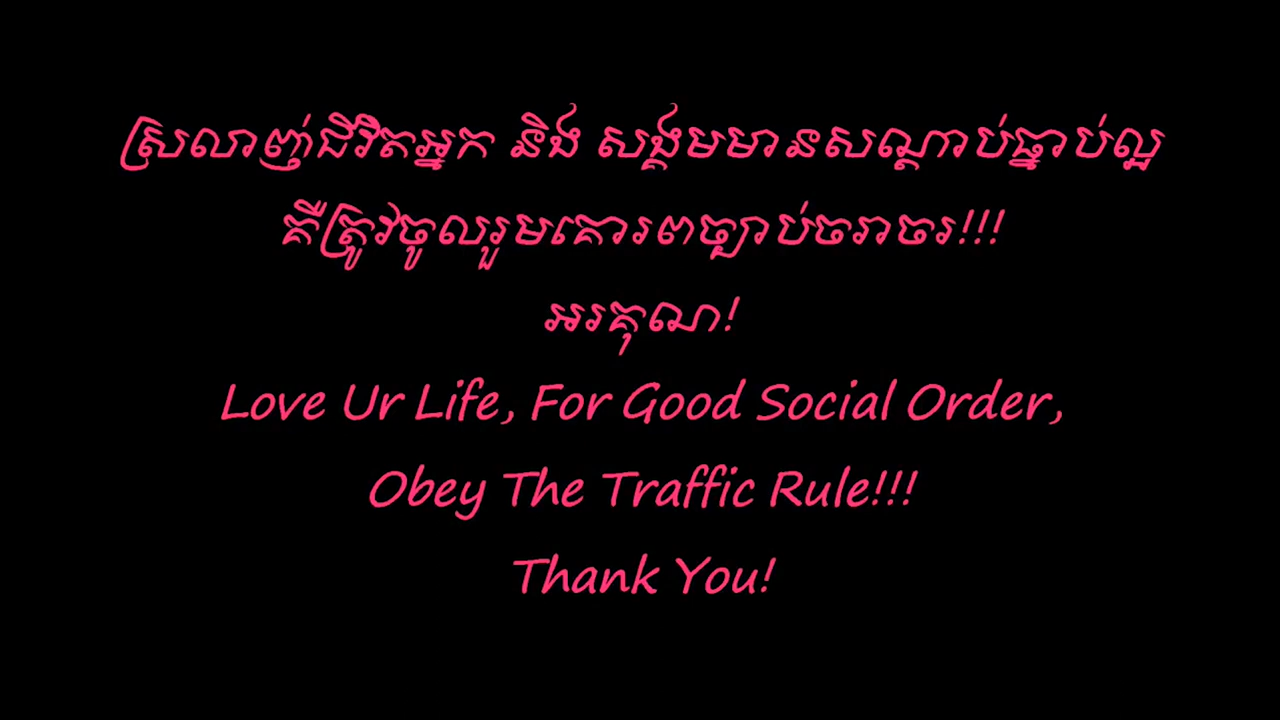 ស្រលាញ់ជីវិតអ្នក និង សង្គមមានសណ្ដាប់ធ្នាប់ល្អ
គឺត្រូវចូលរួមគោរពច្បាប់ចរាចរ!!!
អរគុណ!
Love Ur Life, For Good Social Order,
Obey The Traffic Rule!!!
Thank You!